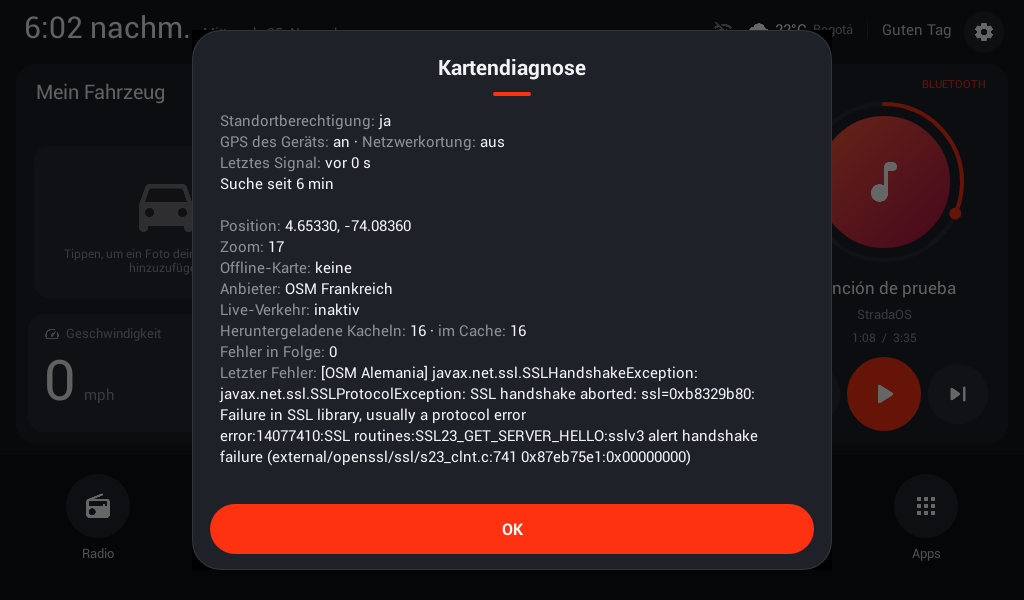 6:02 nachm.
22°C Bogotá
Guten Tag
Kartendiagnose
Mein Fahrzeug
BLUETOOTH
Standortberechtigung: ja
GPS des Geräts: an · Netzwerkortung: aus
Letztes Signal: vor 0 s
Suche seit 6 min
Position: 4.65330, -74.08360
Zoom: 17
Offline-Karte: keine
Anbieter: OSM Frankreich
Live-Verkehr: inaktiv
Heruntergeladene Kacheln: 16 · im Cache: 16
Fehler in Folge: 0
Letzter Fehler: [OSM Alemania] javax.net.ssl.SSLHandshakeException:
javax.net.ssl.SSLProtocolException: SSL handshake aborted: ssl=0xb8329b80:
Failure in SSL library, usually a protocol error
error:14077410:SSL routines:SSL23_GET_SERVER_HELLO:sslv3 alert handshake
failure (external/openssl/ssl/s23_clnt.c:741 0x87eb75e1:0x00000000)
OK
Tippen, um ein Foto
Geschwindigkeit
0 mph
de prueba
StradaOS
1:08 / 3:35
Radio
Apps